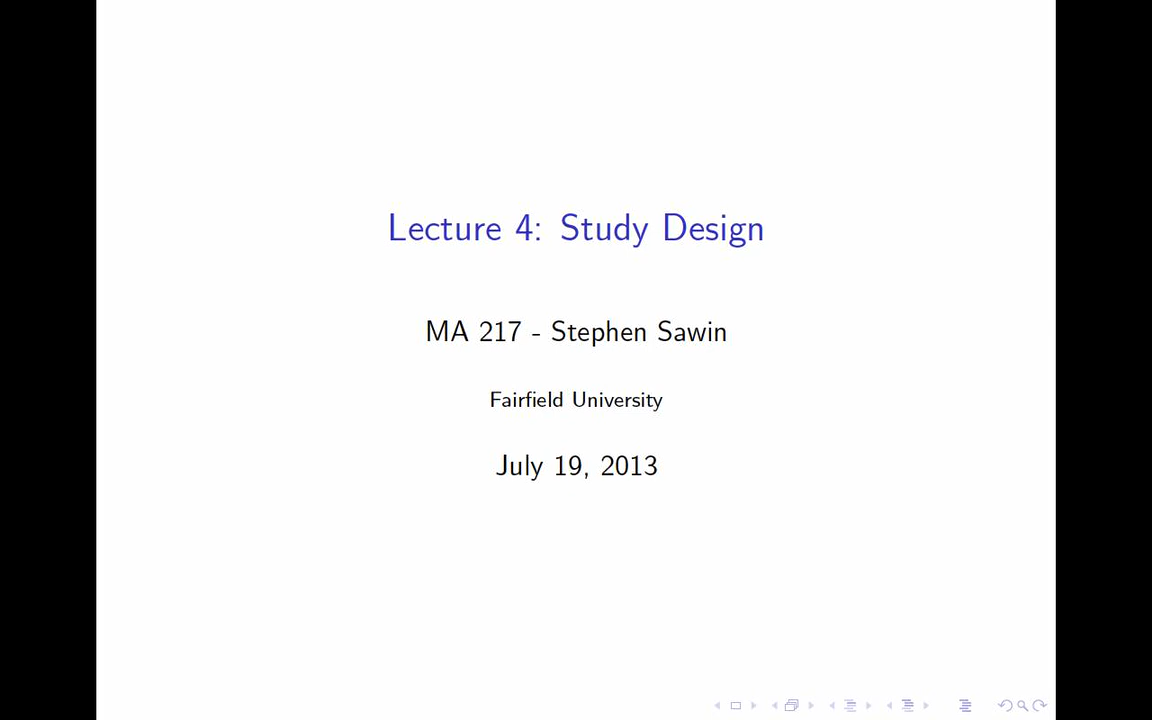 Lecture 4: Study Design
MA 217 - Stephen Sawin
Fairfield University
July 19, 2013